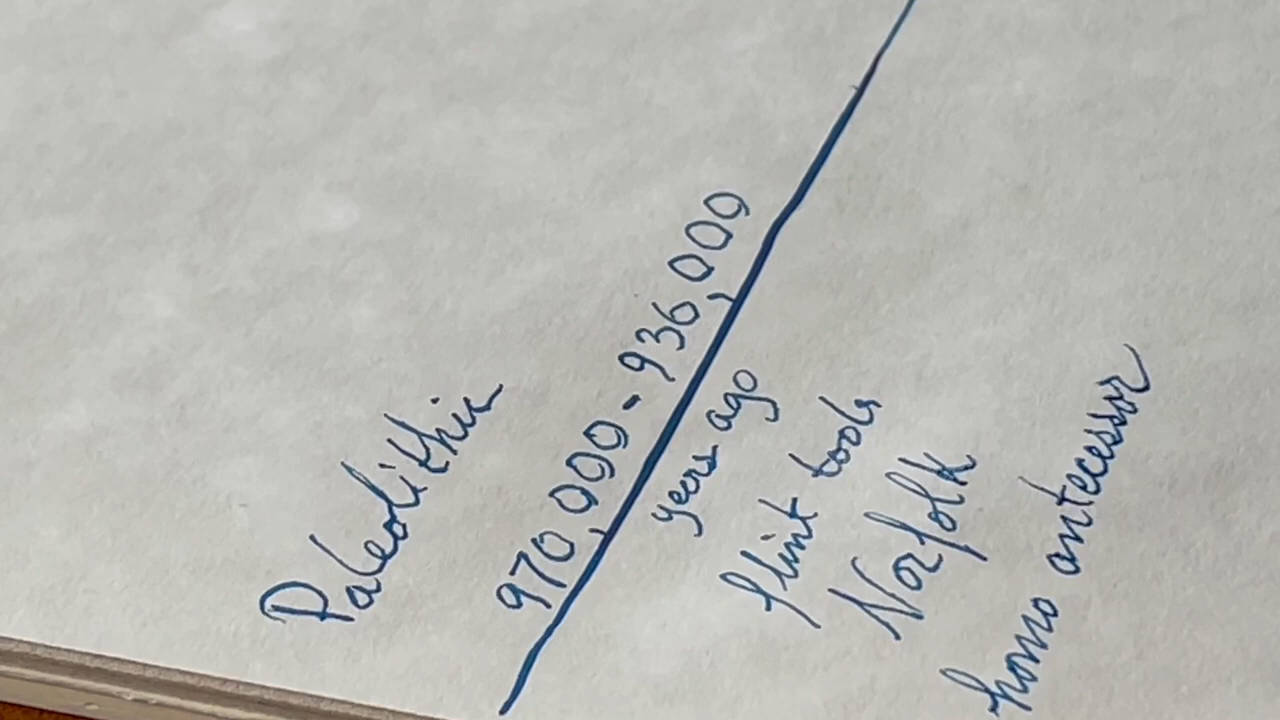 Paleolithic
970,000-936,000
years ago
flint tools
Norfolk
homo antecessor